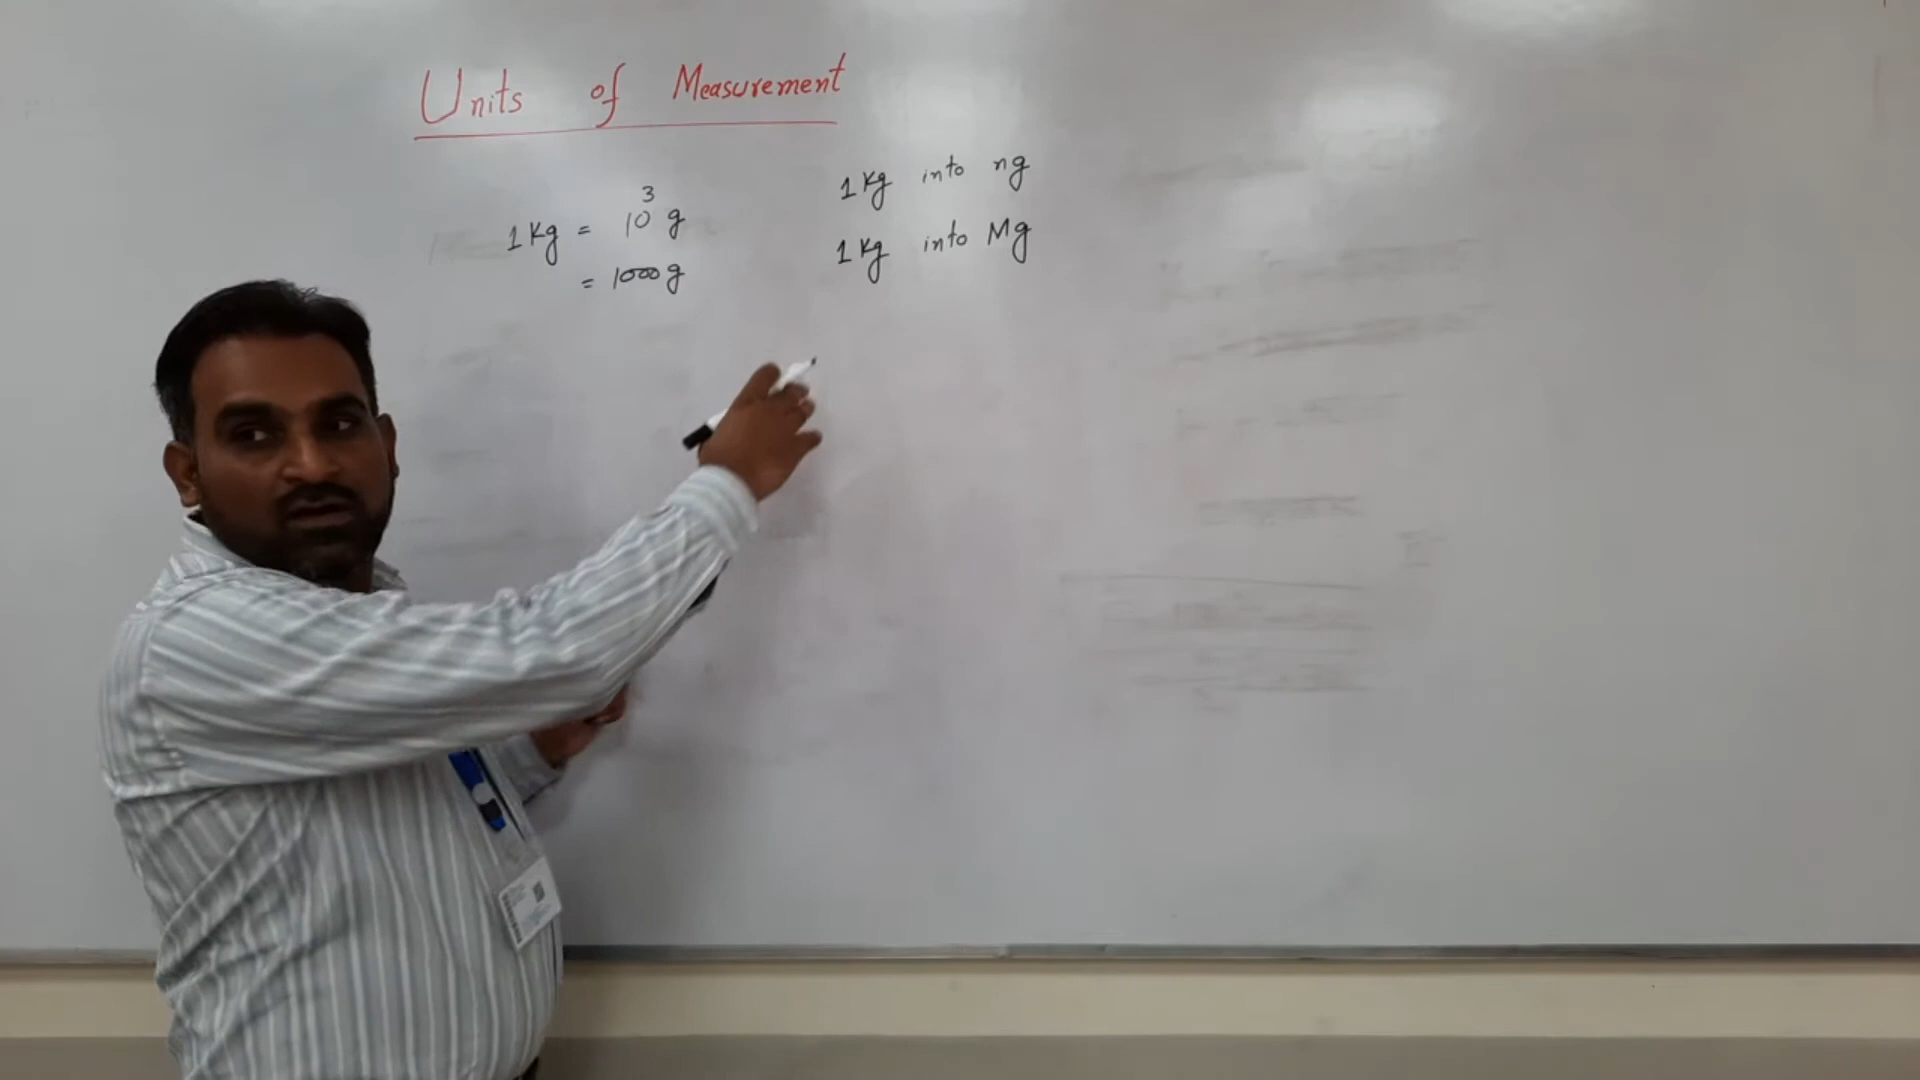 Units of Measurement
1 Kg = 10³ g
= 1000 g
1 Kg into ng
1 Kg into Mg